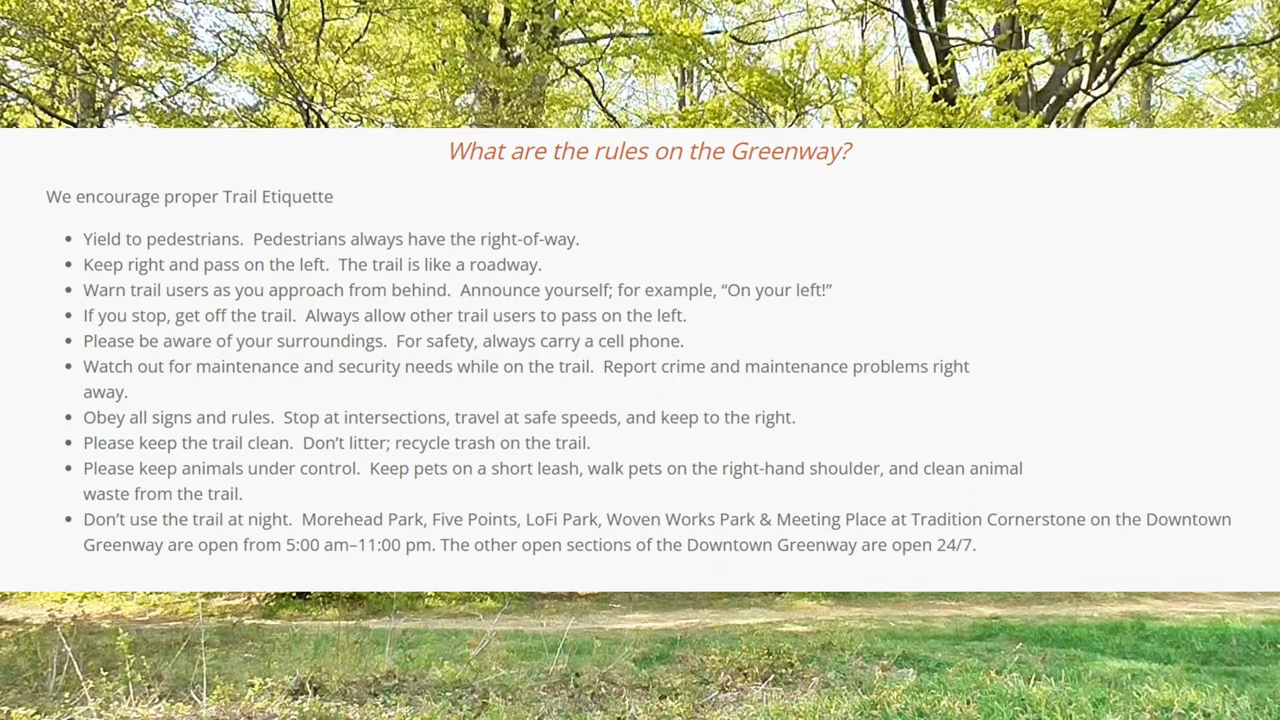 What are the rules on the Greenway?
We encourage proper Trail Etiquette
• Yield to pedestrians.  Pedestrians always have the right-of-way.
• Keep right and pass on the left.  The trail is like a roadway.
• Warn trail users as you approach from behind.  Announce yourself; for example, “On your left!”
• If you stop, get off the trail.  Always allow other trail users to pass on the left.
• Please be aware of your surroundings.  For safety, always carry a cell phone.
• Watch out for maintenance and security needs while on the trail.  Report crime and maintenance problems right
away.
• Obey all signs and rules.  Stop at intersections, travel at safe speeds, and keep to the right.
• Please keep the trail clean.  Don’t litter; recycle trash on the trail.
• Please keep animals under control.  Keep pets on a short leash, walk pets on the right-hand shoulder, and clean animal
waste from the trail.
• Don’t use the trail at night.  Morehead Park, Five Points, LoFi Park, Woven Works Park & Meeting Place at Tradition Cornerstone on the Downtown
Greenway are open from 5:00 am–11:00 pm. The other open sections of the Downtown Greenway are open 24/7.